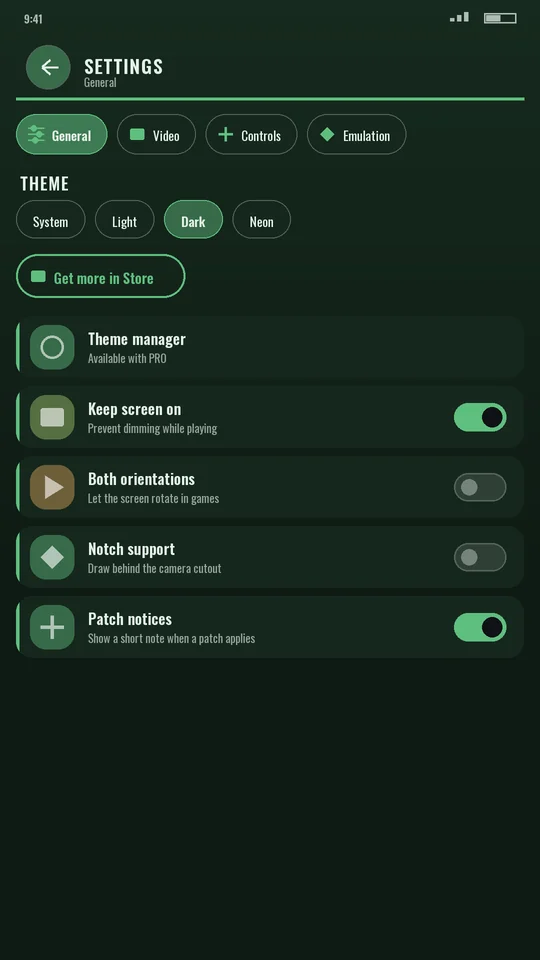 9:41
SETTINGS
General
General
Video
Controls
Emulation
THEME
System
Light
Dark
Neon
Get more in Store
Theme manager
Available with PRO
Keep screen on
Prevent dimming while playing
Both orientations
Let the screen rotate in games
Notch support
Draw behind the camera cutout
Patch notices
Show a short note when a patch applies